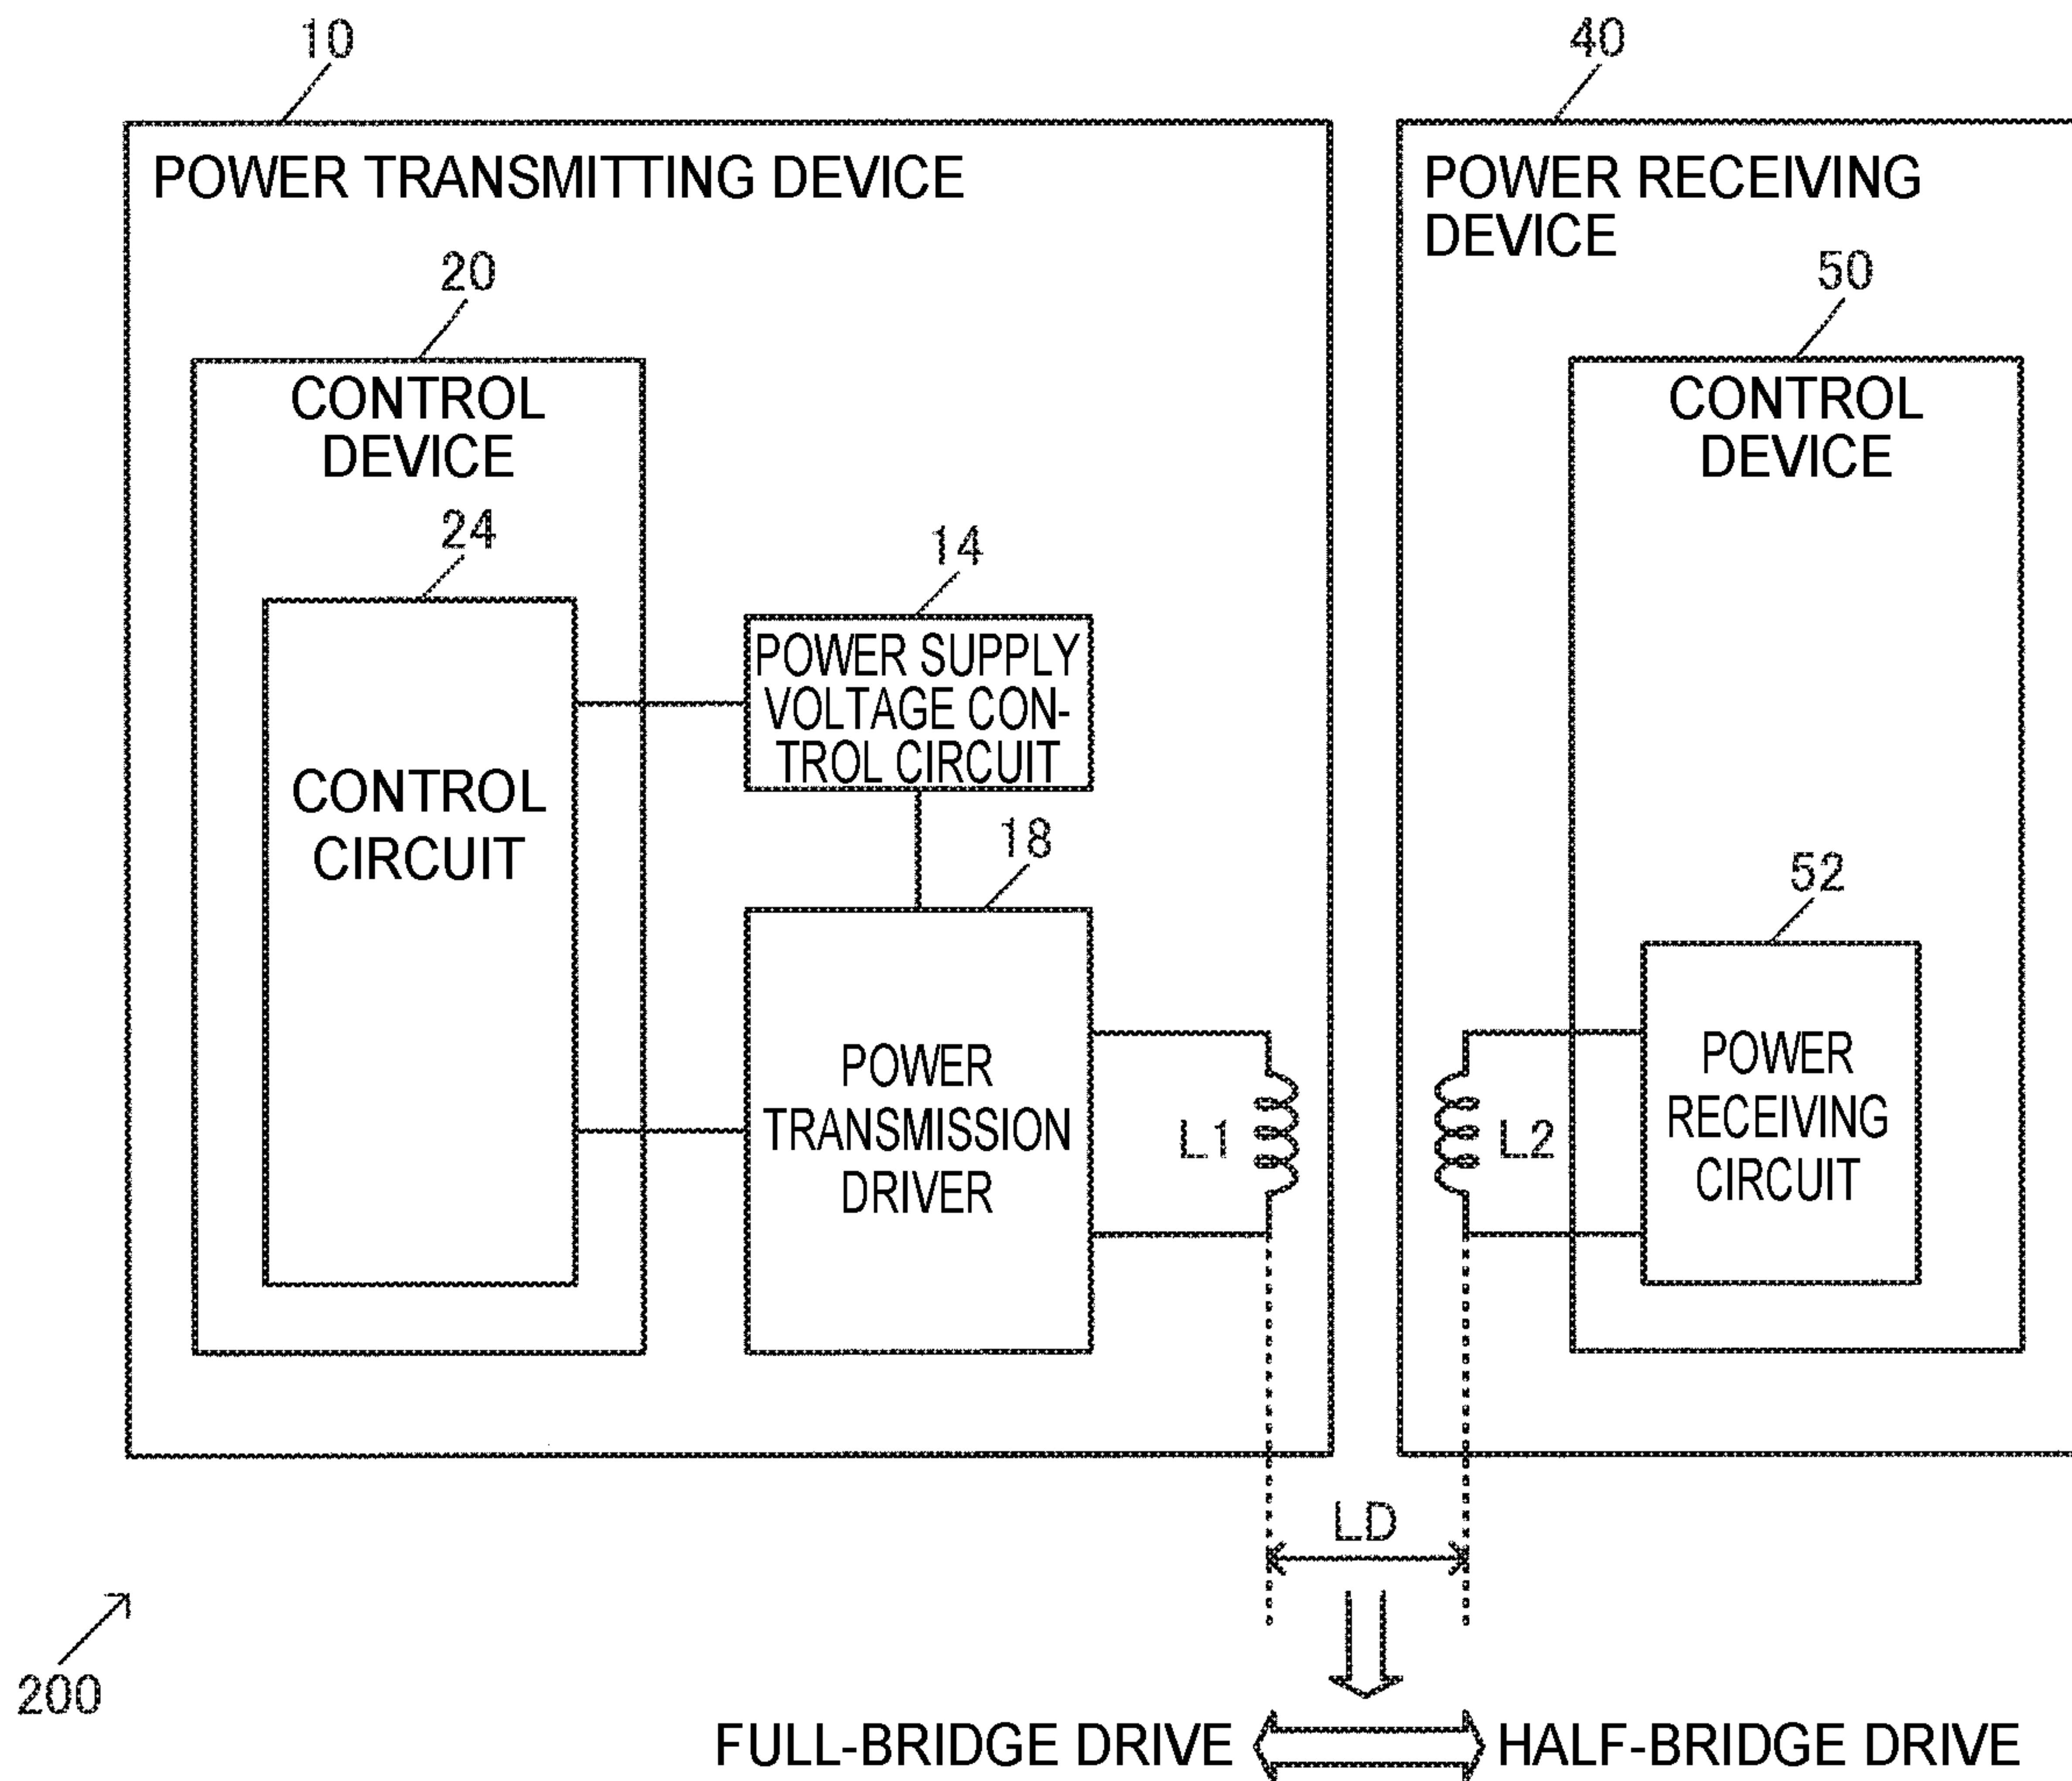 10
40
POWER TRANSMITTING DEVICE
POWER RECEIVING
DEVICE
20
50
CONTROL
DEVICE
CONTROL
DEVICE
24
14
POWER SUPPLY
VOLTAGE CON-
TROL CIRCUIT
CONTROL
CIRCUIT
18
52
POWER
TRANSMISSION
DRIVER
L1
L2
POWER
RECEIVING
CIRCUIT
LD
200
FULL-BRIDGE DRIVE
HALF-BRIDGE DRIVE